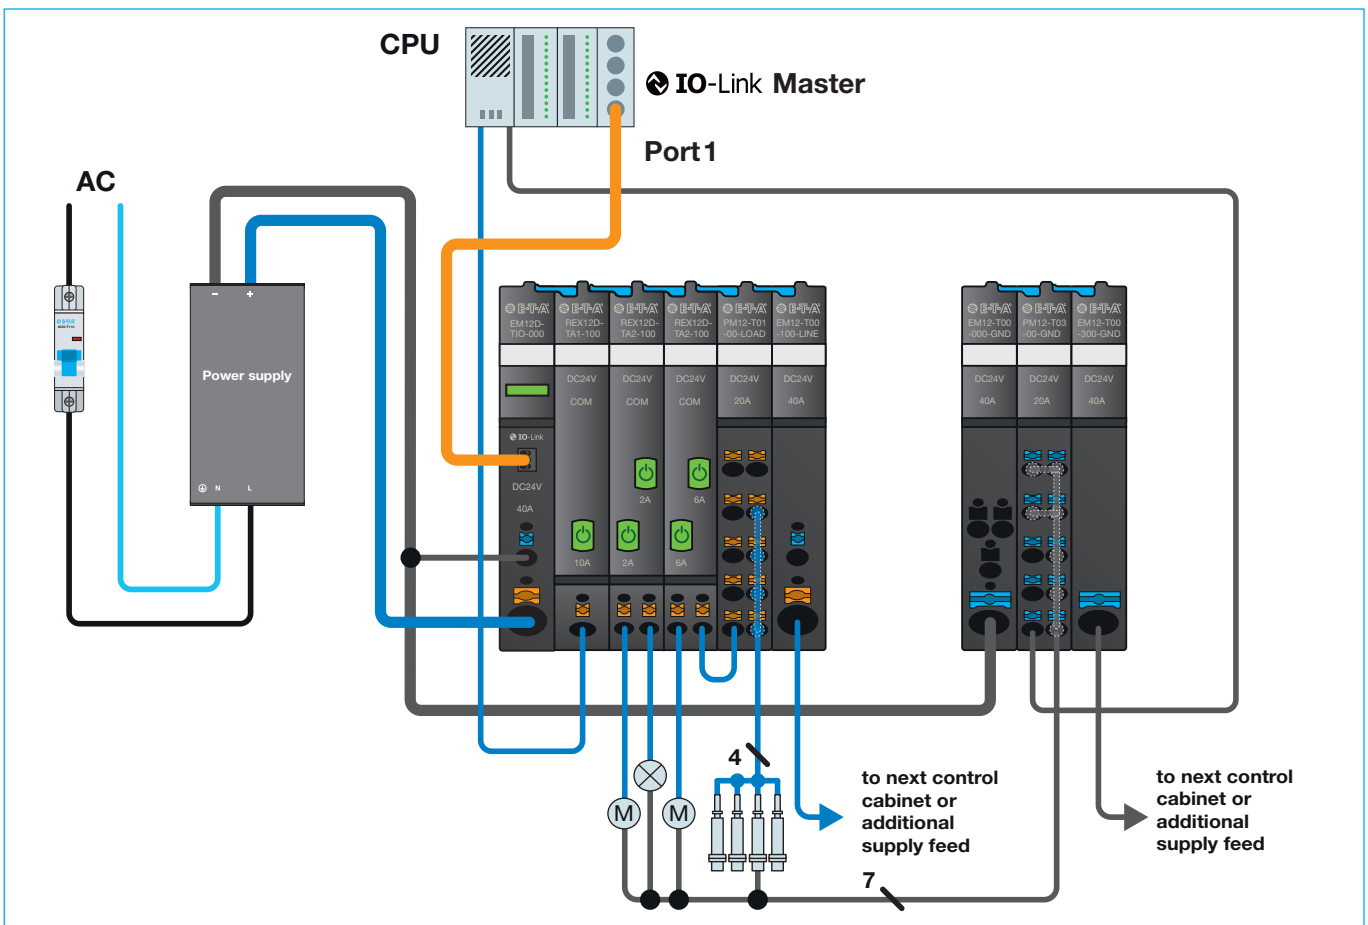 CPU
IO-Link Master
Port 1
AC
E-T-A
- +
Power supply
N L
E-T-A E-T-A E-T-A E-T-A E-T-A E-T-A
EM12D- REX12D- REX12D- REX12D- PM12-T01 EM12-T00
TIO-000 TA1-100 TA2-100 TA2-100 -00-LOAD -100-LINE
DC24V DC24V DC24V DC24V DC24V
COM COM COM 20A 40A
IO-Link
DC24V
40A
2A 6A
10A 2A 6A
E-T-A E-T-A E-T-A
EM12-T00 PM12-T03 EM12-T00
-000-GND -00-GND -300-GND
DC24V DC24V DC24V
40A 20A 40A
4
M M
to next control
cabinet or
additional
supply feed
to next control
cabinet or
additional
supply feed
7